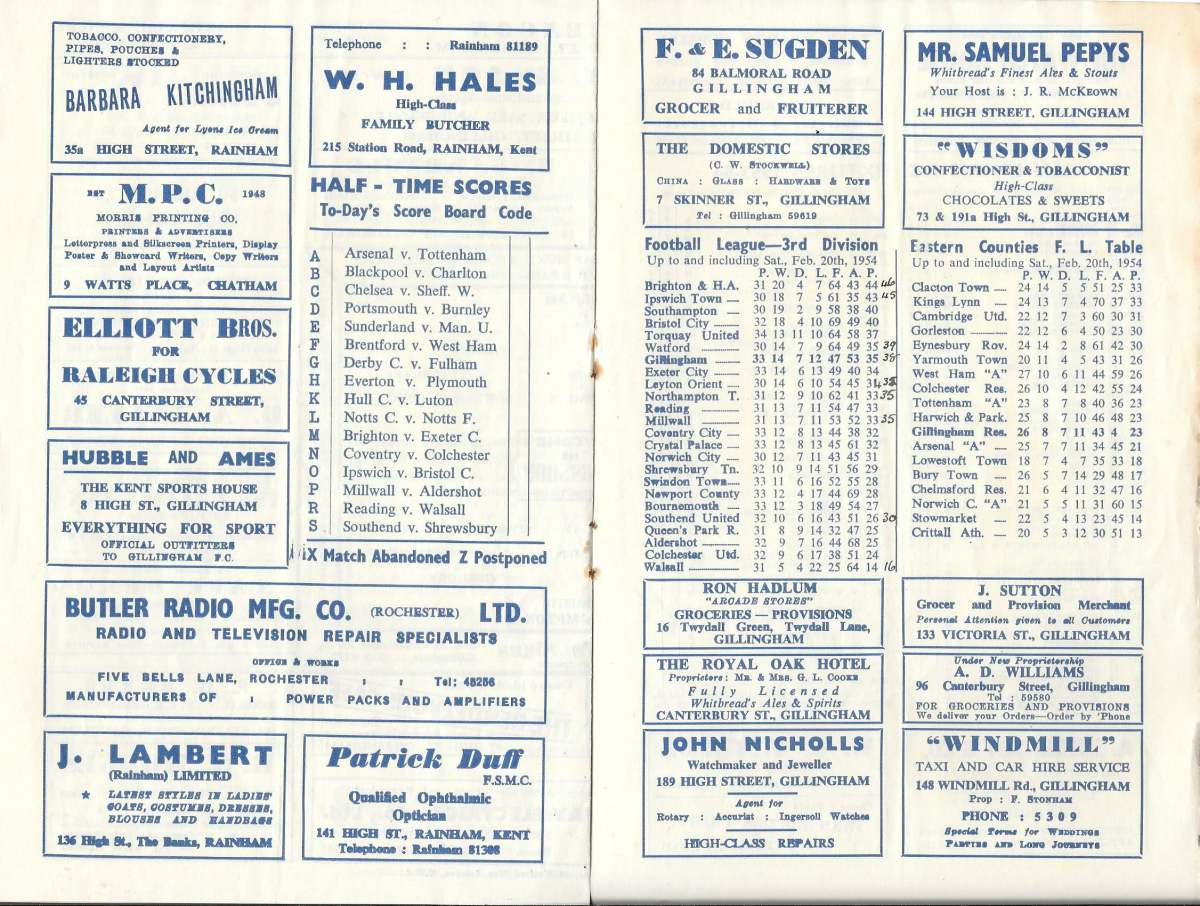 TOBACCO. CONFECTIONERY,
PIPES, POUCHES &
LIGHTERS STOCKED
BARBARA KITCHINGHAM
Agent for Lyons Ice Cream
35a HIGH STREET, RAINHAM
EST M.P.C. 1948
MORRIS PRINTING CO.
PRINTERS & ADVERTISERS
Letterpress and Silkscreen Printers, Display
Poster & Showcard Writers, Copy Writers
and Layout Artists
9 WATTS PLACE, CHATHAM
ELLIOTT BROS.
FOR
RALEIGH CYCLES
45 CANTERBURY STREET,
GILLINGHAM
HUBBLE AND AMES
THE KENT SPORTS HOUSE
8 HIGH ST., GILLINGHAM
EVERYTHING FOR SPORT
OFFICIAL OUTFITTERS
TO GILLINGHAM F.C.
Telephone : : Rainham 81189
W. H. HALES
High-Class
FAMILY BUTCHER
215 Station Road, RAINHAM, Kent
HALF - TIME SCORES
To-Day's Score Board Code
A Arsenal v. Tottenham
B Blackpool v. Charlton
C Chelsea v. Sheff. W.
D Portsmouth v. Burnley
E Sunderland v. Man. U.
F Brentford v. West Ham
G Derby C. v. Fulham
H Everton v. Plymouth
K Hull C. v. Luton
L Notts C. v. Notts F.
M Brighton v. Exeter C.
N Coventry v. Colchester
O Ipswich v. Bristol C.
P Millwall v. Aldershot
R Reading v. Walsall
S Southend v. Shrewsbury
X Match Abandoned Z Postponed
BUTLER RADIO MFG. CO. (ROCHESTER) LTD.
RADIO AND TELEVISION REPAIR SPECIALISTS
OFFICE & WORKS
FIVE BELLS LANE, ROCHESTER : : Tel: 48256
MANUFACTURERS OF : POWER PACKS AND AMPLIFIERS
J. LAMBERT
(Rainham) LIMITED
★ LATEST STYLES IN LADIES'
COATS, COSTUMES, DRESSES,
BLOUSES AND HANDBAGS
136 High St., The Banks, RAINHAM
Patrick Duff
F.S.M.C.
Qualified Ophthalmic
Optician
141 HIGH ST., RAINHAM, KENT
Telephone : Rainham 81308
F. & E. SUGDEN
84 BALMORAL ROAD
GILLINGHAM
GROCER and FRUITERER
THE DOMESTIC STORES
(C. W. STOCKWELL)
CHINA : GLASS : HARDWARE & TOYS
7 SKINNER ST., GILLINGHAM
Tel : Gillingham 59619
Football League—3rd Division
Up to and including Sat., Feb. 20th, 1954
P. W. D. L. F. A. P.
Brighton & H.A. 31 20 4 7 64 43 44 46
Ipswich Town 30 18 7 5 61 35 43 45
Southampton 30 19 2 9 58 38 40
Bristol City 32 18 4 10 69 49 40
Torquay United 34 13 11 10 64 58 37
Watford 30 14 7 9 64 49 35 39
Gillingham 33 14 7 12 47 53 35 38
Exeter City 33 14 6 13 49 40 34
Leyton Orient 30 14 6 10 54 45 34
Northampton T. 31 12 9 10 62 41 33 35
Reading 31 13 7 11 54 47 33
Millwall 31 13 7 11 53 52 33 35
Coventry City 33 12 8 13 44 38 32
Crystal Palace 33 12 8 13 45 61 32
Norwich City 30 12 7 11 43 45 31
Shrewsbury Tn. 32 10 9 14 51 56 29
Swindon Town 33 11 6 16 52 55 28
Newport County 33 12 4 17 44 69 28
Bournemouth 33 12 3 18 49 54 27
Southend United 32 10 6 16 43 51 26 30
Queen's Park R. 31 8 9 14 32 47 25
Aldershot 32 9 7 16 44 68 25
Colchester Utd. 32 9 6 17 38 51 24
Walsall 31 5 4 22 25 64 14 16
RON HADLUM
"ARCADE STORES"
GROCERIES — PROVISIONS
16 Twydall Green, Twydall Lane,
GILLINGHAM
THE ROYAL OAK HOTEL
Proprietors: MR. & MRS. G. L. COOKE
Fully Licensed
Whitbread's Ales & Spirits
CANTERBURY ST., GILLINGHAM
JOHN NICHOLLS
Watchmaker and Jeweller
189 HIGH STREET, GILLINGHAM
Agent for
Rotary : Accurist : Ingersoll Watches
HIGH-CLASS REPAIRS
MR. SAMUEL PEPYS
Whitbread's Finest Ales & Stouts
Your Host is : J. R. McKEOWN
144 HIGH STREET, GILLINGHAM
"WISDOMS"
CONFECTIONER & TOBACCONIST
High-Class
CHOCOLATES & SWEETS
73 & 191a High St., GILLINGHAM
Eastern Counties F. L. Table
Up to and including Sat., Feb. 20th, 1954
P. W. D. L. F. A. P.
Clacton Town 24 14 5 5 51 25 33
Kings Lynn 24 13 7 4 70 37 33
Cambridge Utd. 22 12 7 3 60 30 31
Gorleston 22 12 6 4 50 23 30
Eynesbury Rov. 24 14 2 8 61 42 30
Yarmouth Town 20 11 4 5 43 31 26
West Ham "A" 27 10 6 11 44 59 26
Colchester Res. 26 10 4 12 42 55 24
Tottenham "A" 23 8 7 8 40 36 23
Harwich & Park. 25 8 7 10 46 48 23
Gillingham Res. 26 8 7 11 43 4 23
Arsenal "A" 25 7 7 11 34 45 21
Lowestoft Town 18 7 4 7 35 33 18
Bury Town 26 5 7 14 29 48 17
Chelmsford Res. 21 6 4 11 32 47 16
Norwich C. "A" 21 5 5 11 31 60 15
Stowmarket 22 5 4 13 23 45 14
Crittall Ath. 20 5 3 12 30 51 13
J. SUTTON
Grocer and Provision Merchant
Personal Attention given to all Customers
133 VICTORIA ST., GILLINGHAM
Under New Proprietorship
A. D. WILLIAMS
96 Canterbury Street, Gillingham
Tel : 59580
FOR GROCERIES AND PROVISIONS
We deliver your Orders—Order by 'Phone
"WINDMILL"
TAXI AND CAR HIRE SERVICE
148 WINDMILL Rd., GILLINGHAM
Prop : F. STONHAM
PHONE : 5309
Special Terms for WEDDINGS
PARTIES AND LONG JOURNEYS